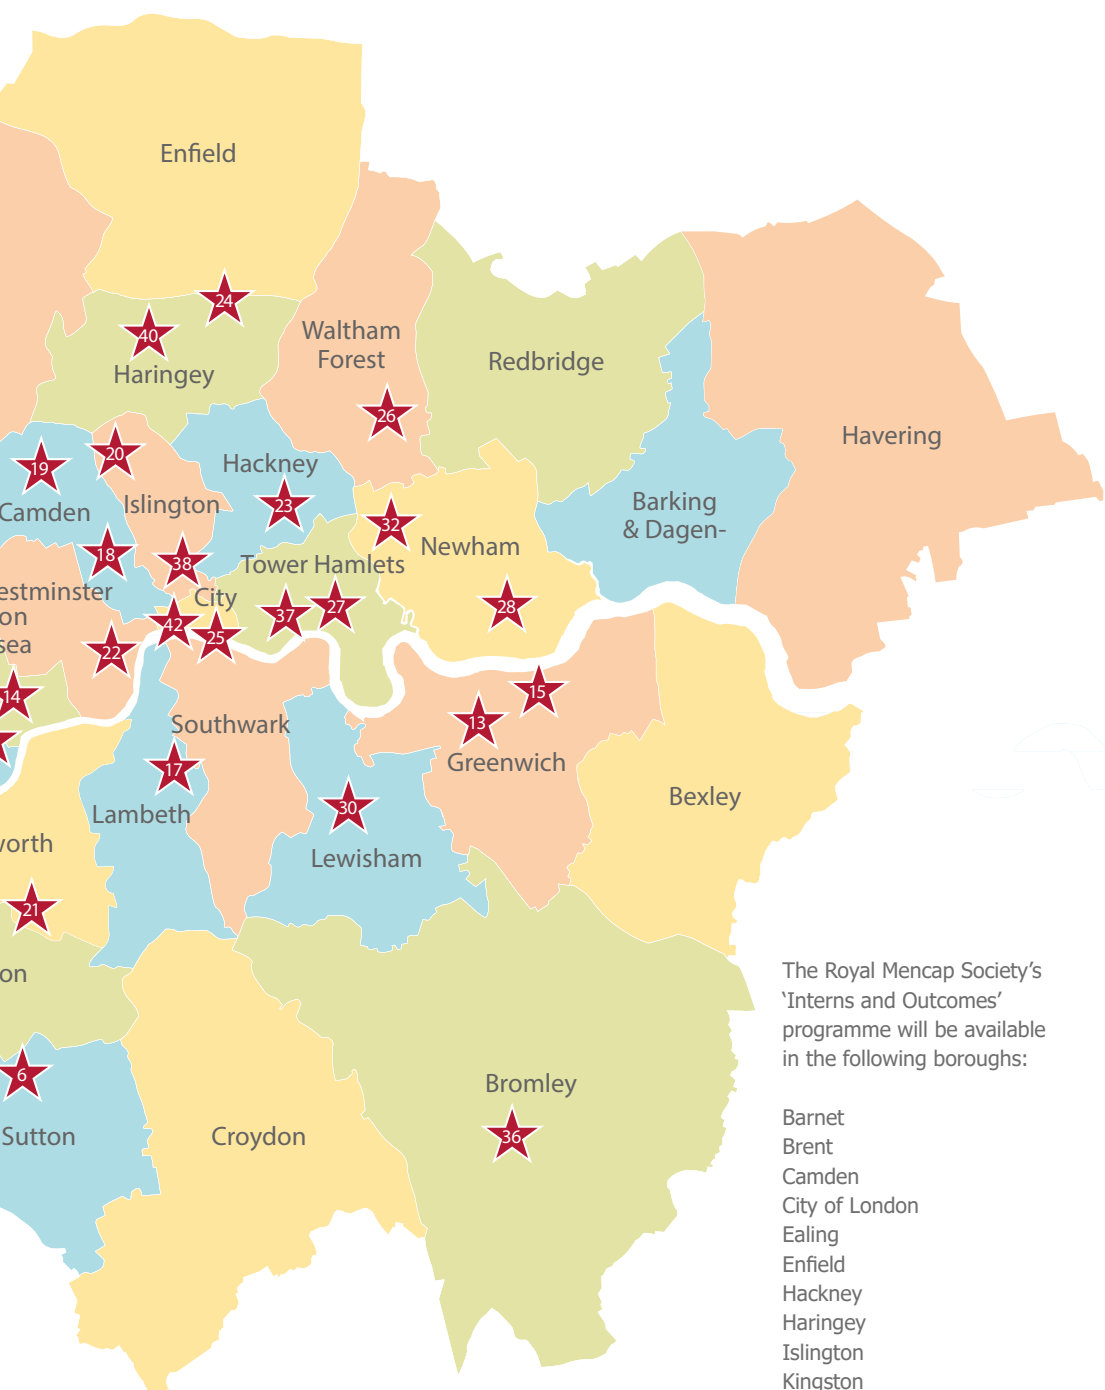 Enfield
24
40
Haringey
Waltham
Forest
26
Redbridge
Havering
20
19
Hackney
Camden
Islington
23
32
Barking
& Dagen-
18
38
Newham
Tower Hamlets
estminster
City
on
37
27
28
42
25
sea
22
14
15
13
Southwark
Greenwich
17
Lambeth
30
Bexley
vorth
Lewisham
21
on
6
Sutton
Croydon
Bromley
36
The Royal Mencap Society’s
‘Interns and Outcomes’
programme will be available
in the following boroughs:
Barnet
Brent
Camden
City of London
Ealing
Enfield
Hackney
Haringey
Islington
Kingston